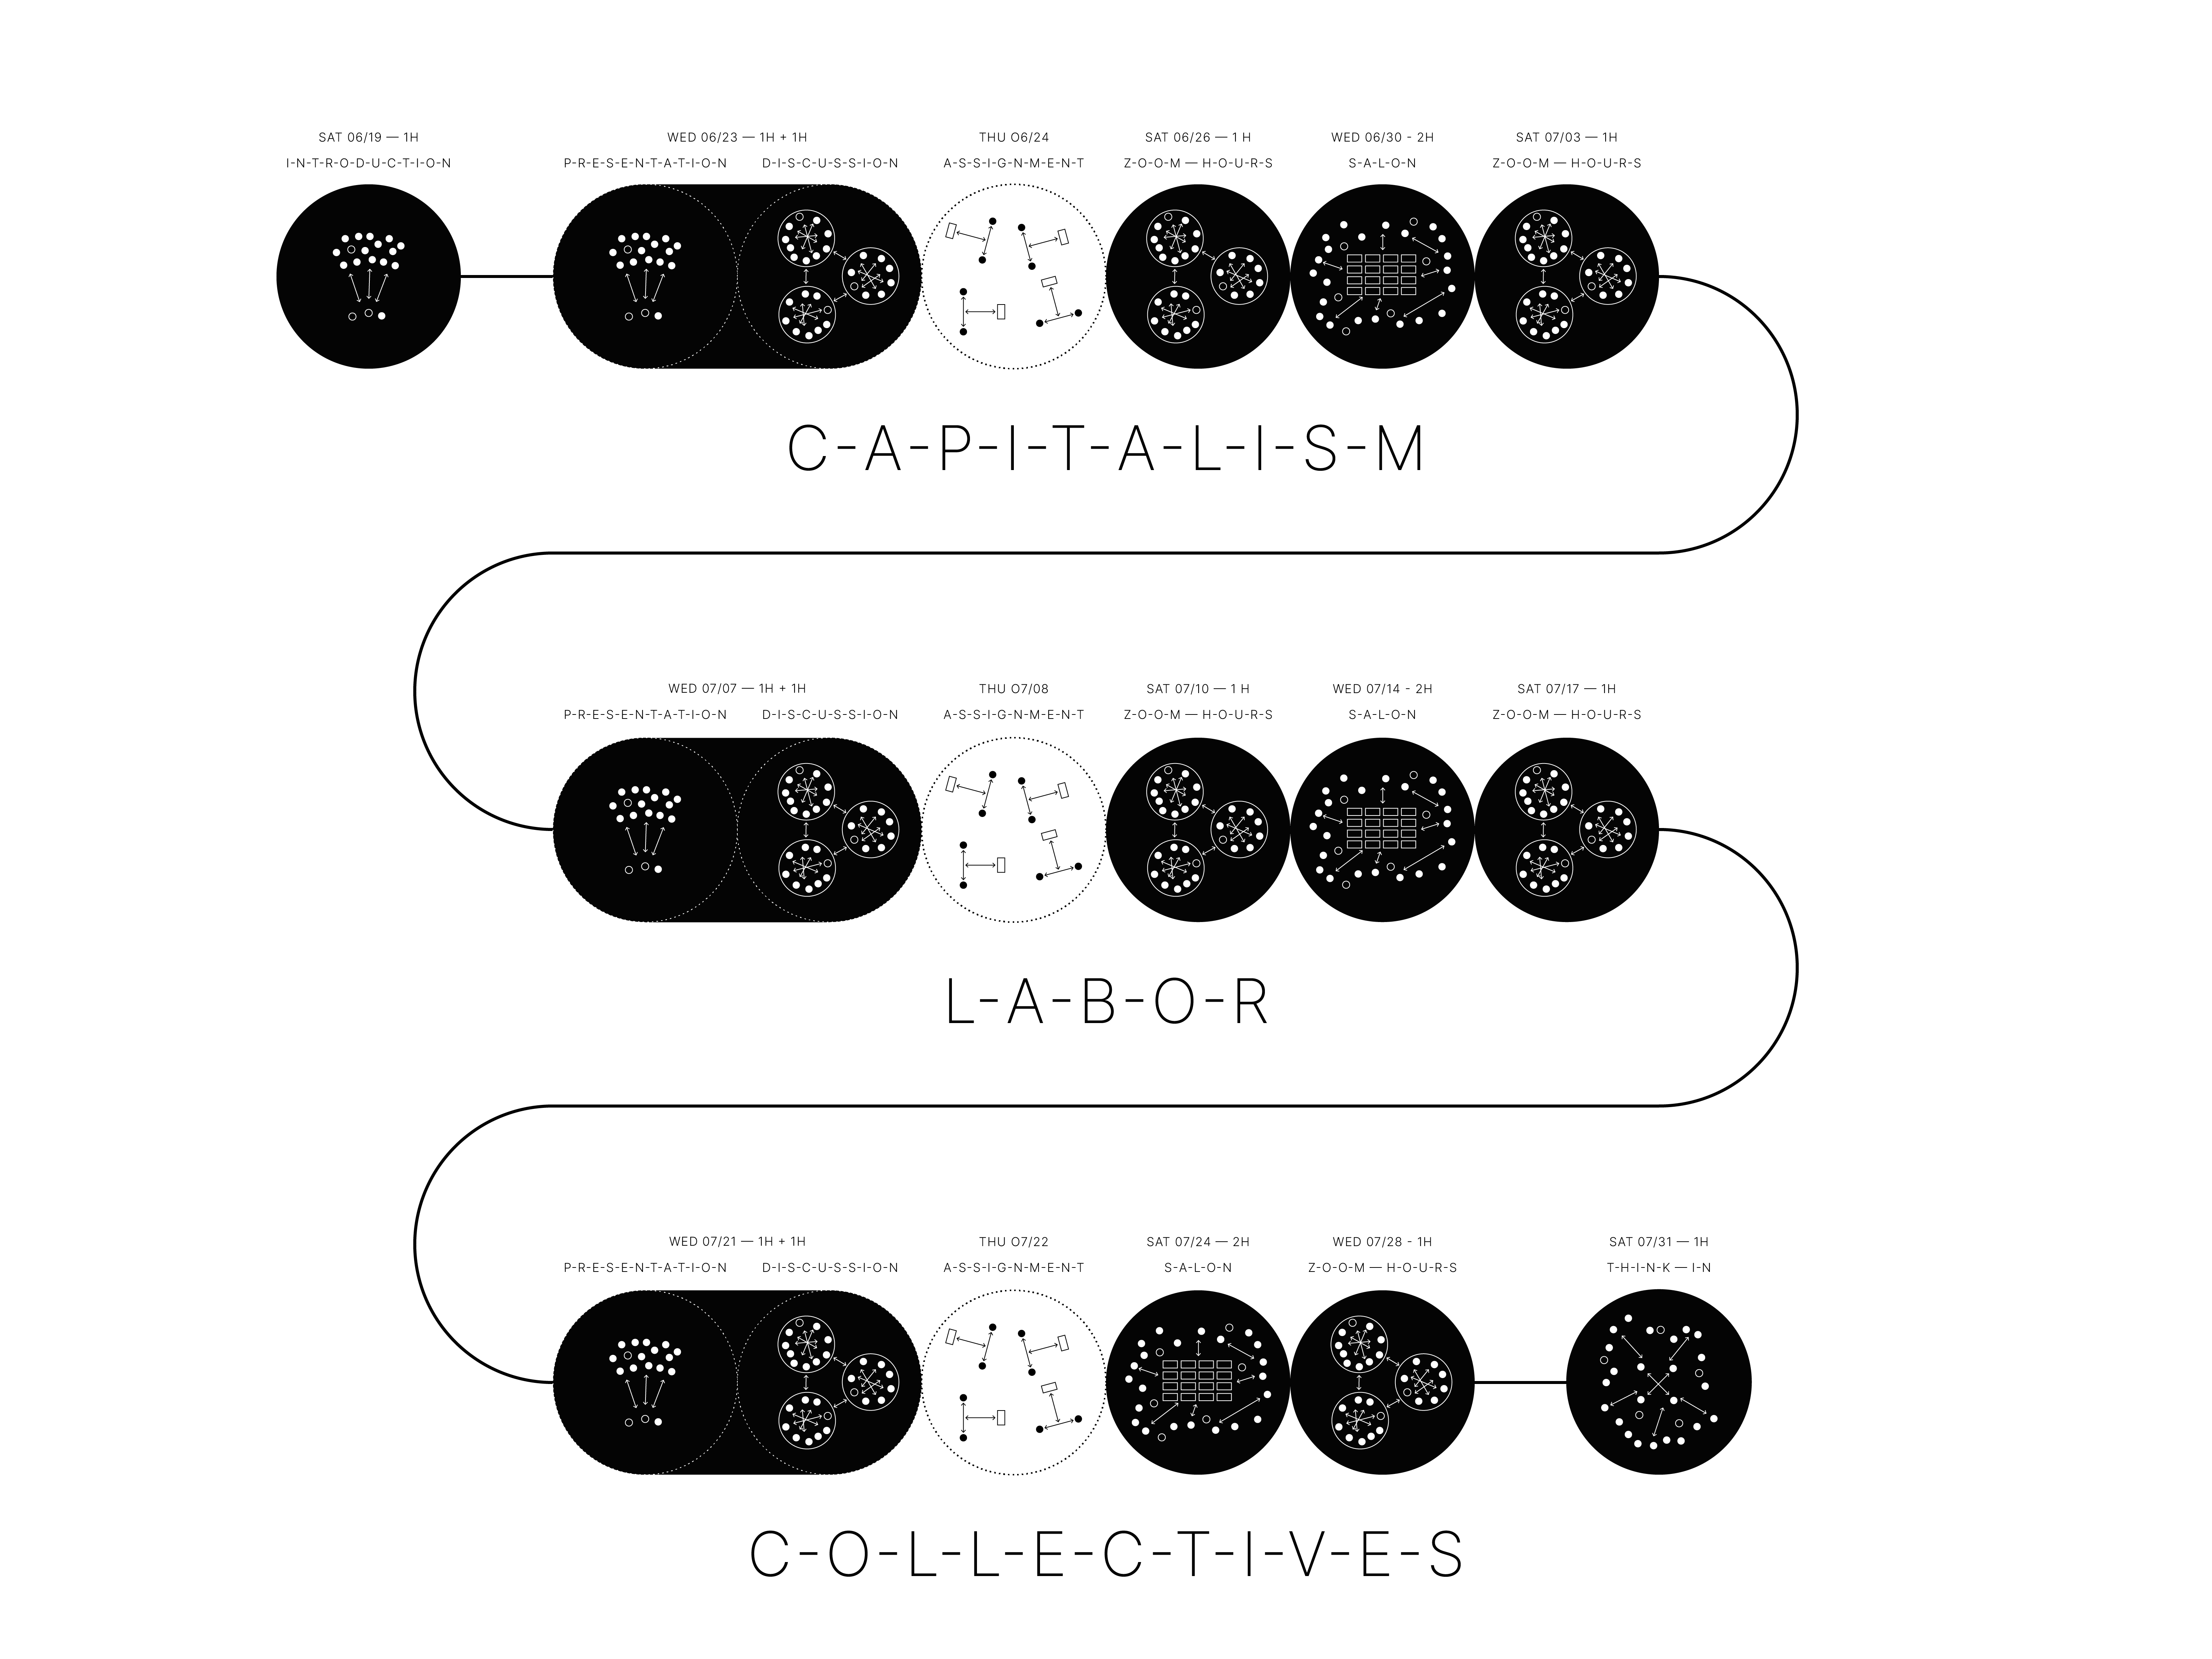 SAT 06/19 — 1H
I-N-T-R-O-D-U-C-T-I-O-N
WED 06/23 — 1H + 1H
P-R-E-S-E-N-T-A-T-I-O-N
D-I-S-C-U-S-S-I-O-N
THU O6/24
A-S-S-I-G-N-M-E-N-T
SAT 06/26 — 1 H
Z-O-O-M — H-O-U-R-S
WED 06/30 - 2H
S-A-L-O-N
SAT 07/03 — 1H
Z-O-O-M — H-O-U-R-S
C-A-P-I-T-A-L-I-S-M
WED 07/07 — 1H + 1H
P-R-E-S-E-N-T-A-T-I-O-N
D-I-S-C-U-S-S-I-O-N
THU O7/08
A-S-S-I-G-N-M-E-N-T
SAT 07/10 — 1 H
Z-O-O-M — H-O-U-R-S
WED 07/14 - 2H
S-A-L-O-N
SAT 07/17 — 1H
Z-O-O-M — H-O-U-R-S
L-A-B-O-R
WED 07/21 — 1H + 1H
P-R-E-S-E-N-T-A-T-I-O-N
D-I-S-C-U-S-S-I-O-N
THU O7/22
A-S-S-I-G-N-M-E-N-T
SAT 07/24 — 2H
S-A-L-O-N
WED 07/28 - 1H
Z-O-O-M — H-O-U-R-S
SAT 07/31 — 1H
T-H-I-N-K — I-N
C-O-L-L-E-C-T-I-V-E-S